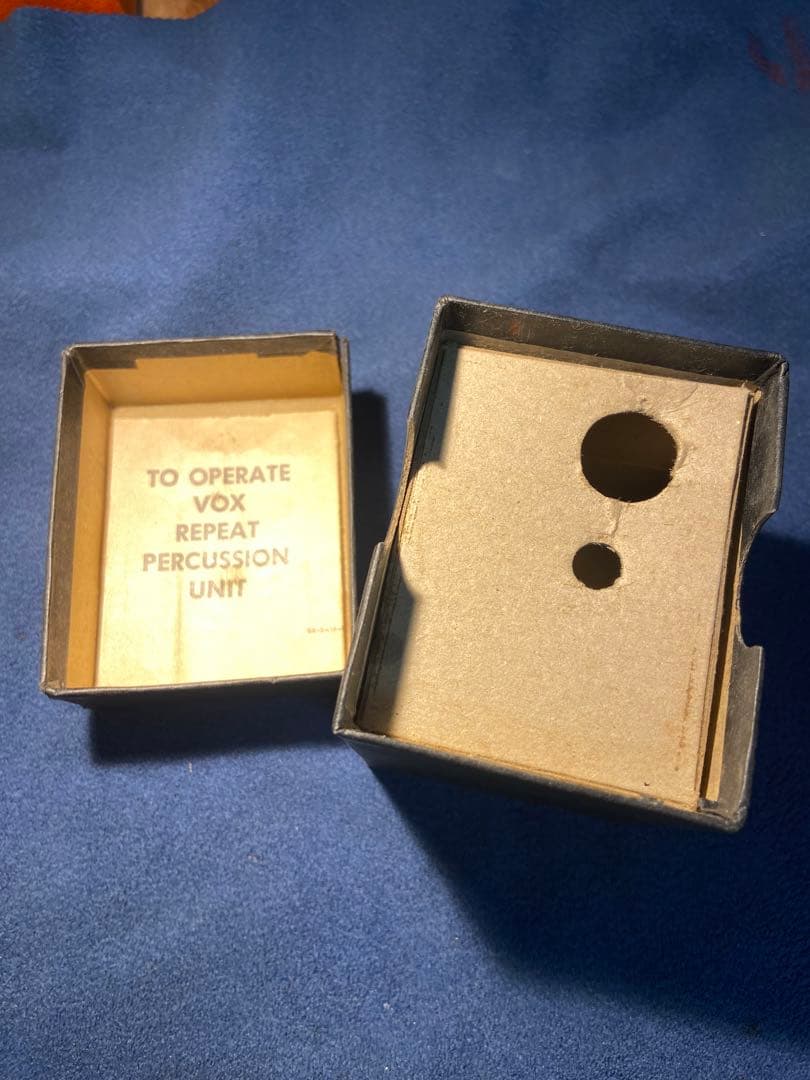 TO OPERATE
VOX
REPEAT
PERCUSSION
UNIT